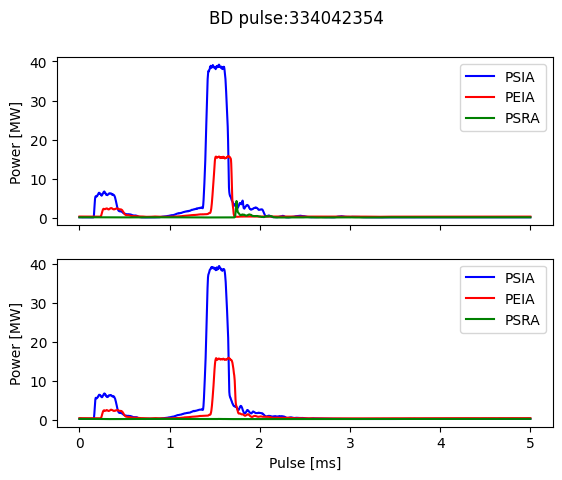 BD pulse:334042354
40
30
20
10
0
Power [MW]
PSIA
PEIA
PSRA
40
30
20
10
0
Power [MW]
PSIA
PEIA
PSRA
0 1 2 3 4 5
Pulse [ms]